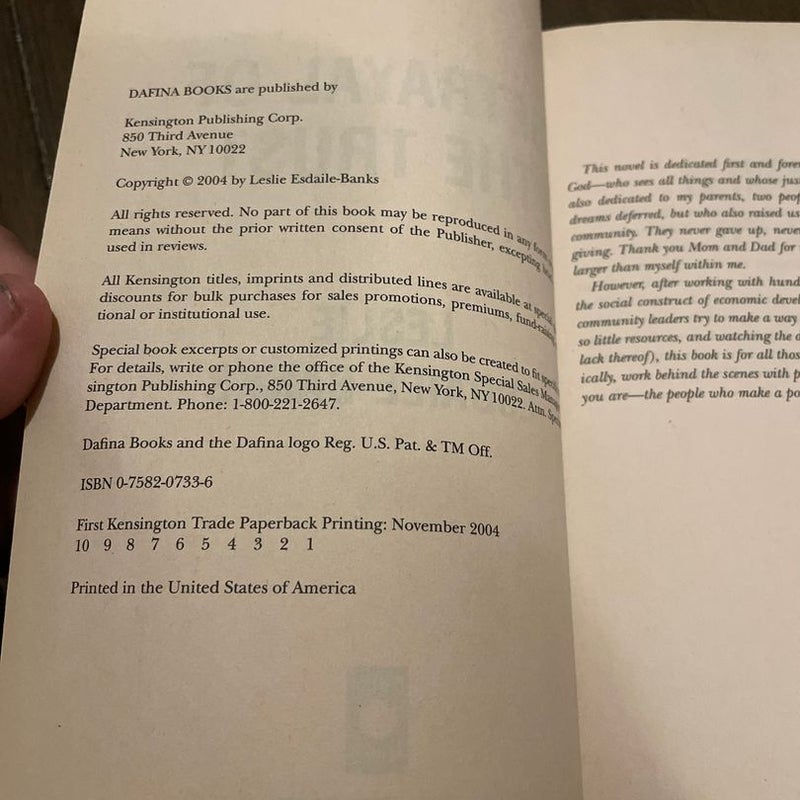 DAFINA BOOKS are published by
Kensington Publishing Corp.
850 Third Avenue
New York, NY 10022
Copyright © 2004 by Leslie Esdaile-Banks
All rights reserved. No part of this book may be reproduced in any form
means without the prior written consent of the Publisher, excepting
used in reviews.
All Kensington titles, imprints and distributed lines are available at special
discounts for bulk purchases for sales promotions, premiums, fund-raising
tional or institutional use.
Special book excerpts or customized printings can also be created to fit
For details, write or phone the office of the Kensington Special Sales
sington Publishing Corp., 850 Third Avenue, New York, NY 10022. Attn.
Department. Phone: 1-800-221-2647.
Dafina Books and the Dafina logo Reg. U.S. Pat. & TM Off.
ISBN 0-7582-0733-6
First Kensington Trade Paperback Printing: November 2004
10 9 8 7 6 5 4 3 2 1
Printed in the United States of America
This novel is dedicated first and
God—who sees all things and whose
also dedicated to my parents, two
dreams deferred, but who also raised us
community. They never gave up,
giving. Thank you Mom and Dad for
larger than myself within me.
However, after working with
the social construct of economic
community leaders try to make a way
so little resources, and watching the
lack thereof), this book is for all
ically, work behind the scenes with
you are—the people who make a